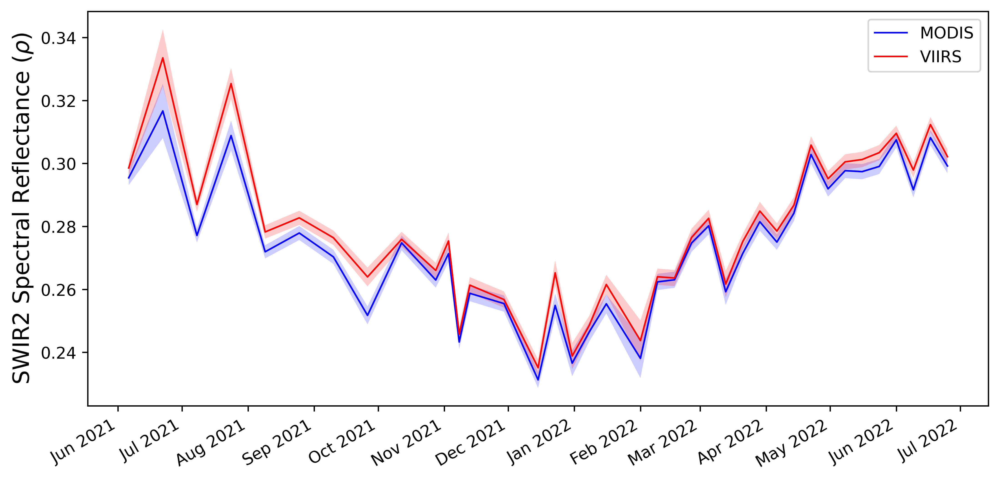 SWIR2 Spectral Reflectance (ρ)
0.34
0.32
0.30
0.28
0.26
0.24
MODIS
VIIRS
Jun 2021
Jul 2021
Aug 2021
Sep 2021
Oct 2021
Nov 2021
Dec 2021
Jan 2022
Feb 2022
Mar 2022
Apr 2022
May 2022
Jun 2022
Jul 2022